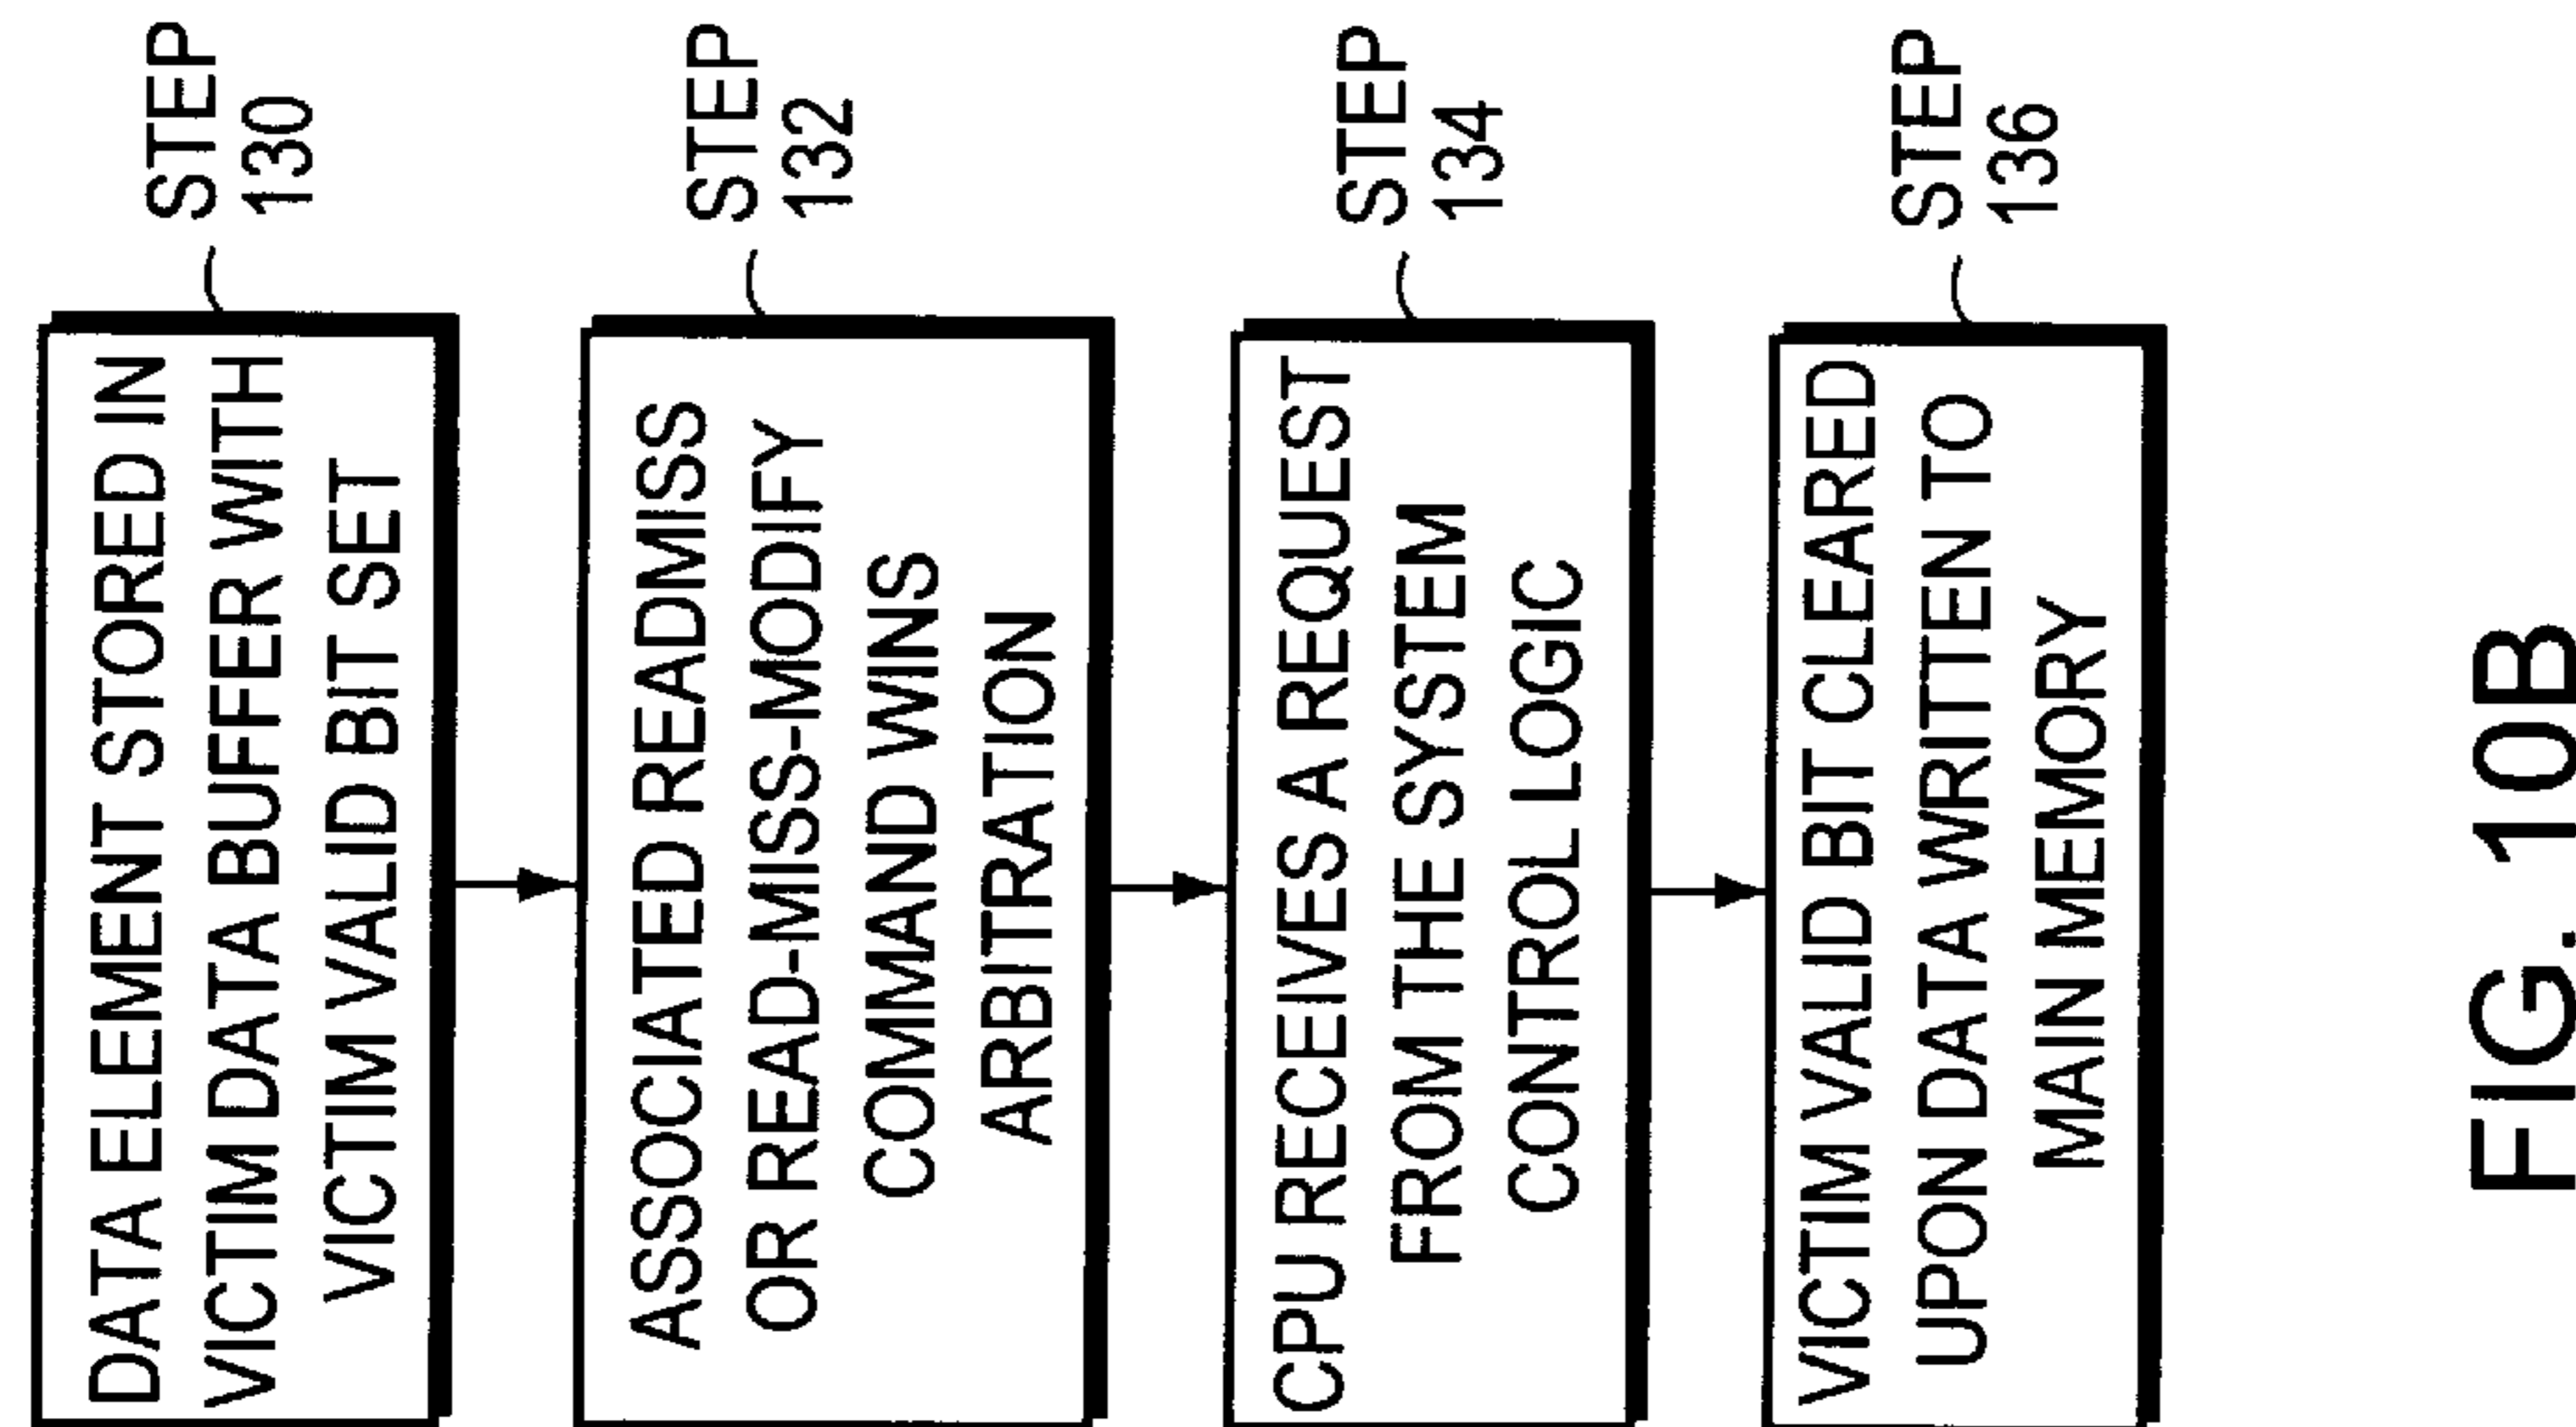 DATA ELEMENT STORED IN
VICTIM DATA BUFFER WITH
VICTIM VALID BIT SET
STEP
130
ASSOCIATED READMISS
OR READ-MISS-MODIFY
COMMAND WINS
ARBITRATION
STEP
132
CPU RECEIVES A REQUEST
FROM THE SYSTEM
CONTROL LOGIC
STEP
134
VICTIM VALID BIT CLEARED
UPON DATA WRITTEN TO
MAIN MEMORY
STEP
136
FIG. 10B